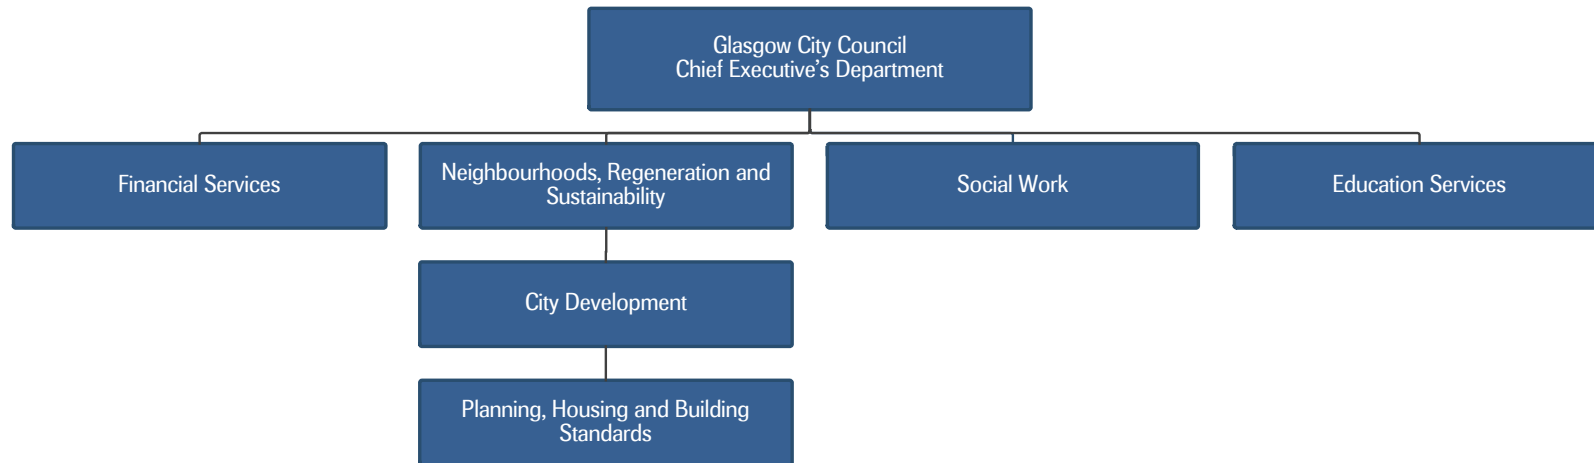 Glasgow City Council
Chief Executive’s Department
Financial Services
Neighbourhoods, Regeneration and
Sustainability
Social Work
Education Services
City Development
Planning, Housing and Building
Standards